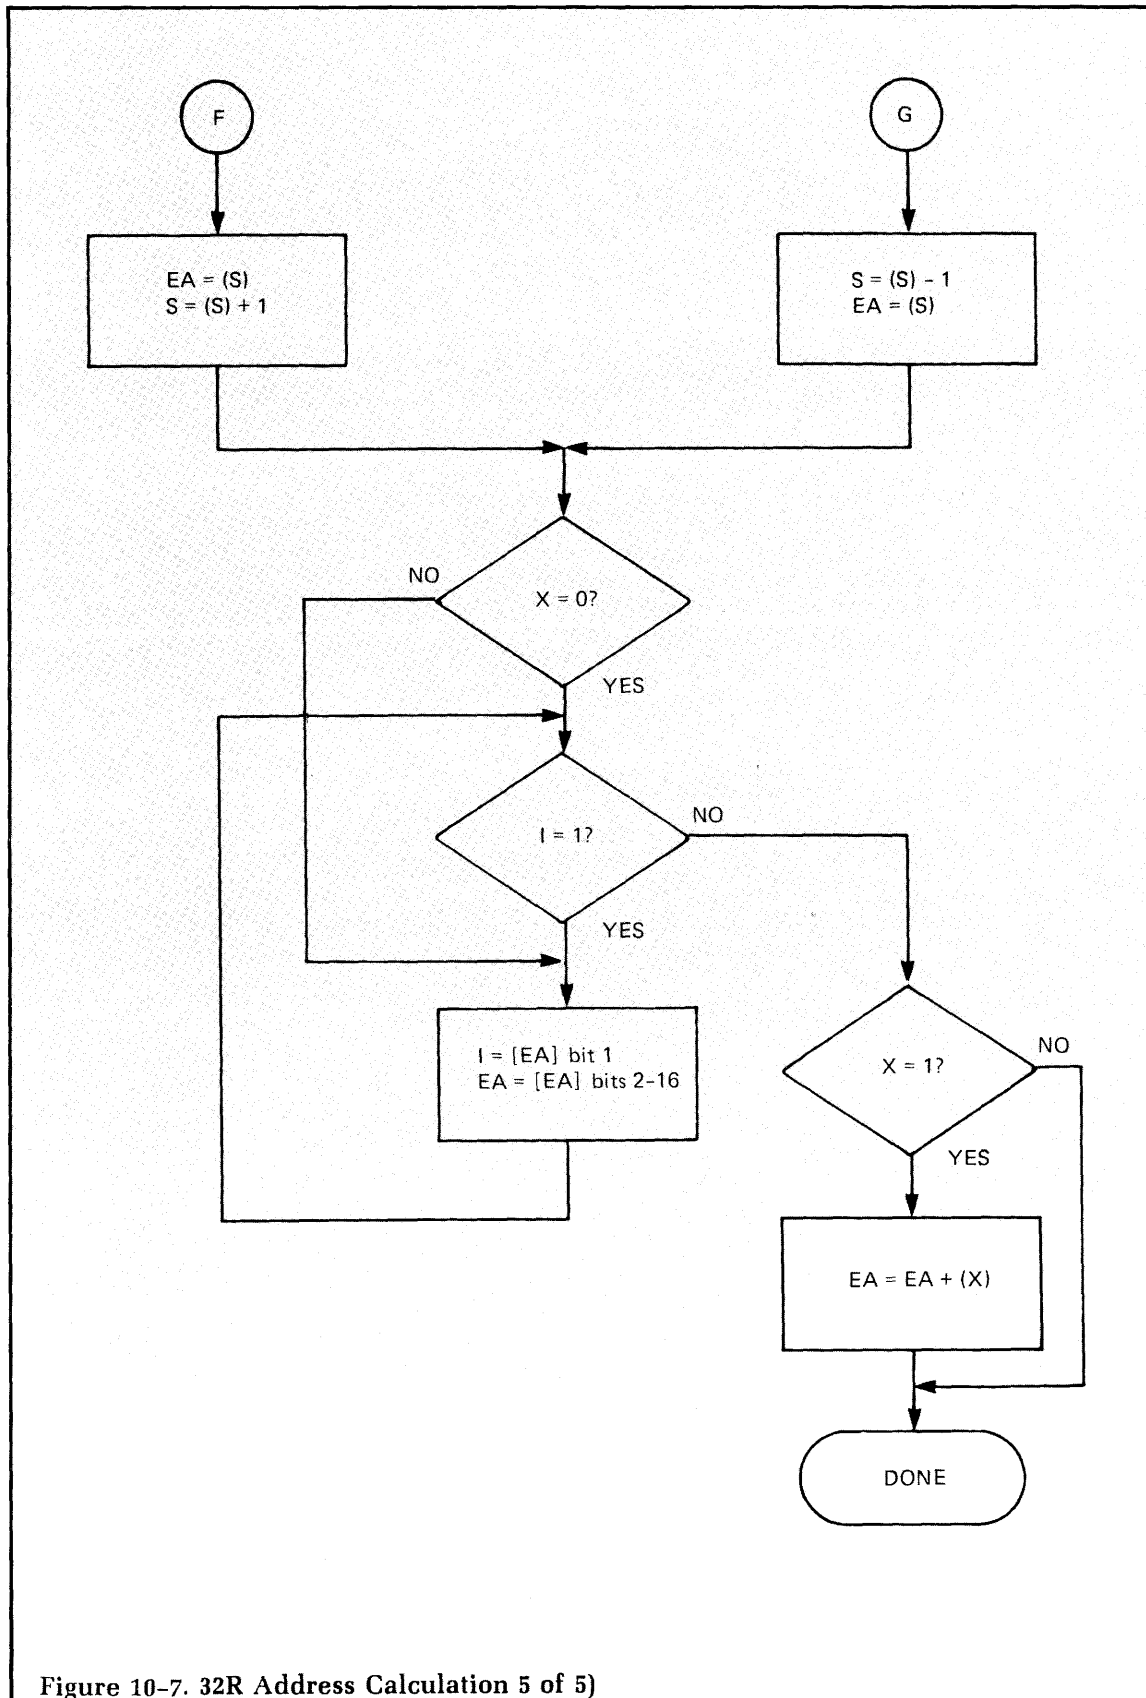 F
G
EA = (S)
S = (S) + 1
S = (S) - 1
EA = (S)
NO
X = 0?
YES
NO
I = 1?
YES
I = [EA] bit 1
EA = [EA] bits 2-16
NO
X = 1?
YES
EA = EA + (X)
DONE
Figure 10-7. 32R Address Calculation 5 of 5)